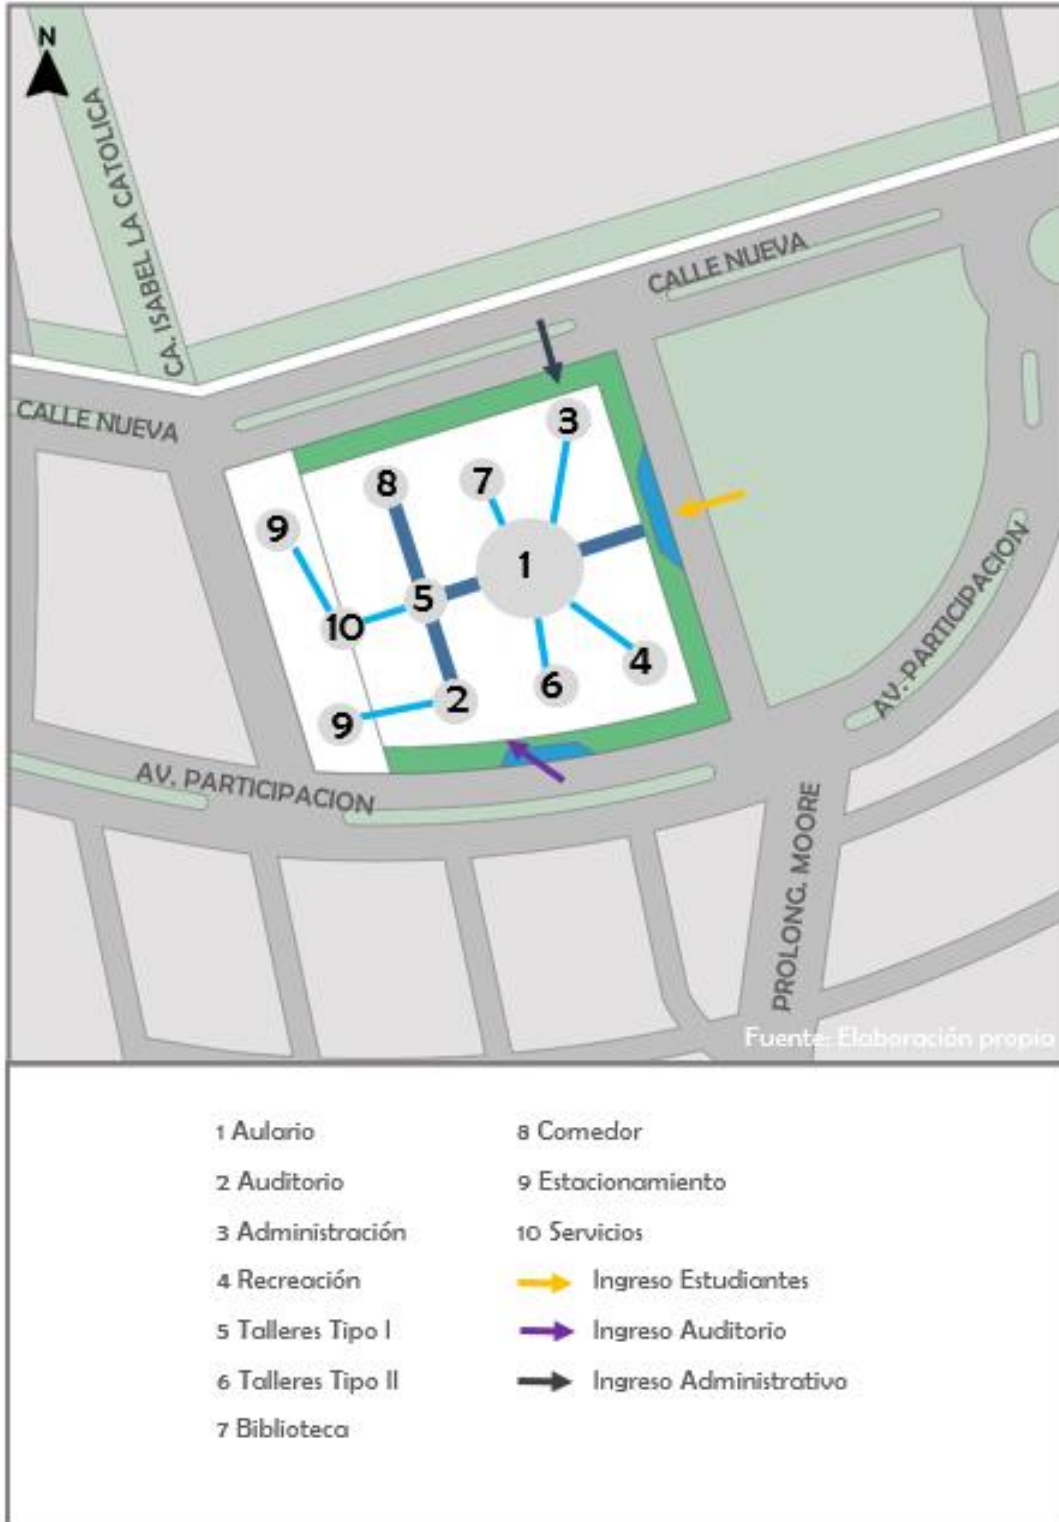 N
CA. ISABEL LA CATOLICA
CALLE NUEVA
CALLE NUEVA
3
8
7
9
1
5
10
4
6
2
9
AV. PARTICIPACION
AV. PARTICIPACION
PROLONG. MOORE
Fuente: Elaboración propia
1 Aulario
2 Auditorio
3 Administración
4 Recreación
5 Talleres Tipo I
6 Talleres Tipo II
7 Biblioteca
8 Comedor
9 Estacionamiento
10 Servicios
Ingreso Estudiantes
Ingreso Auditorio
Ingreso Administrativo